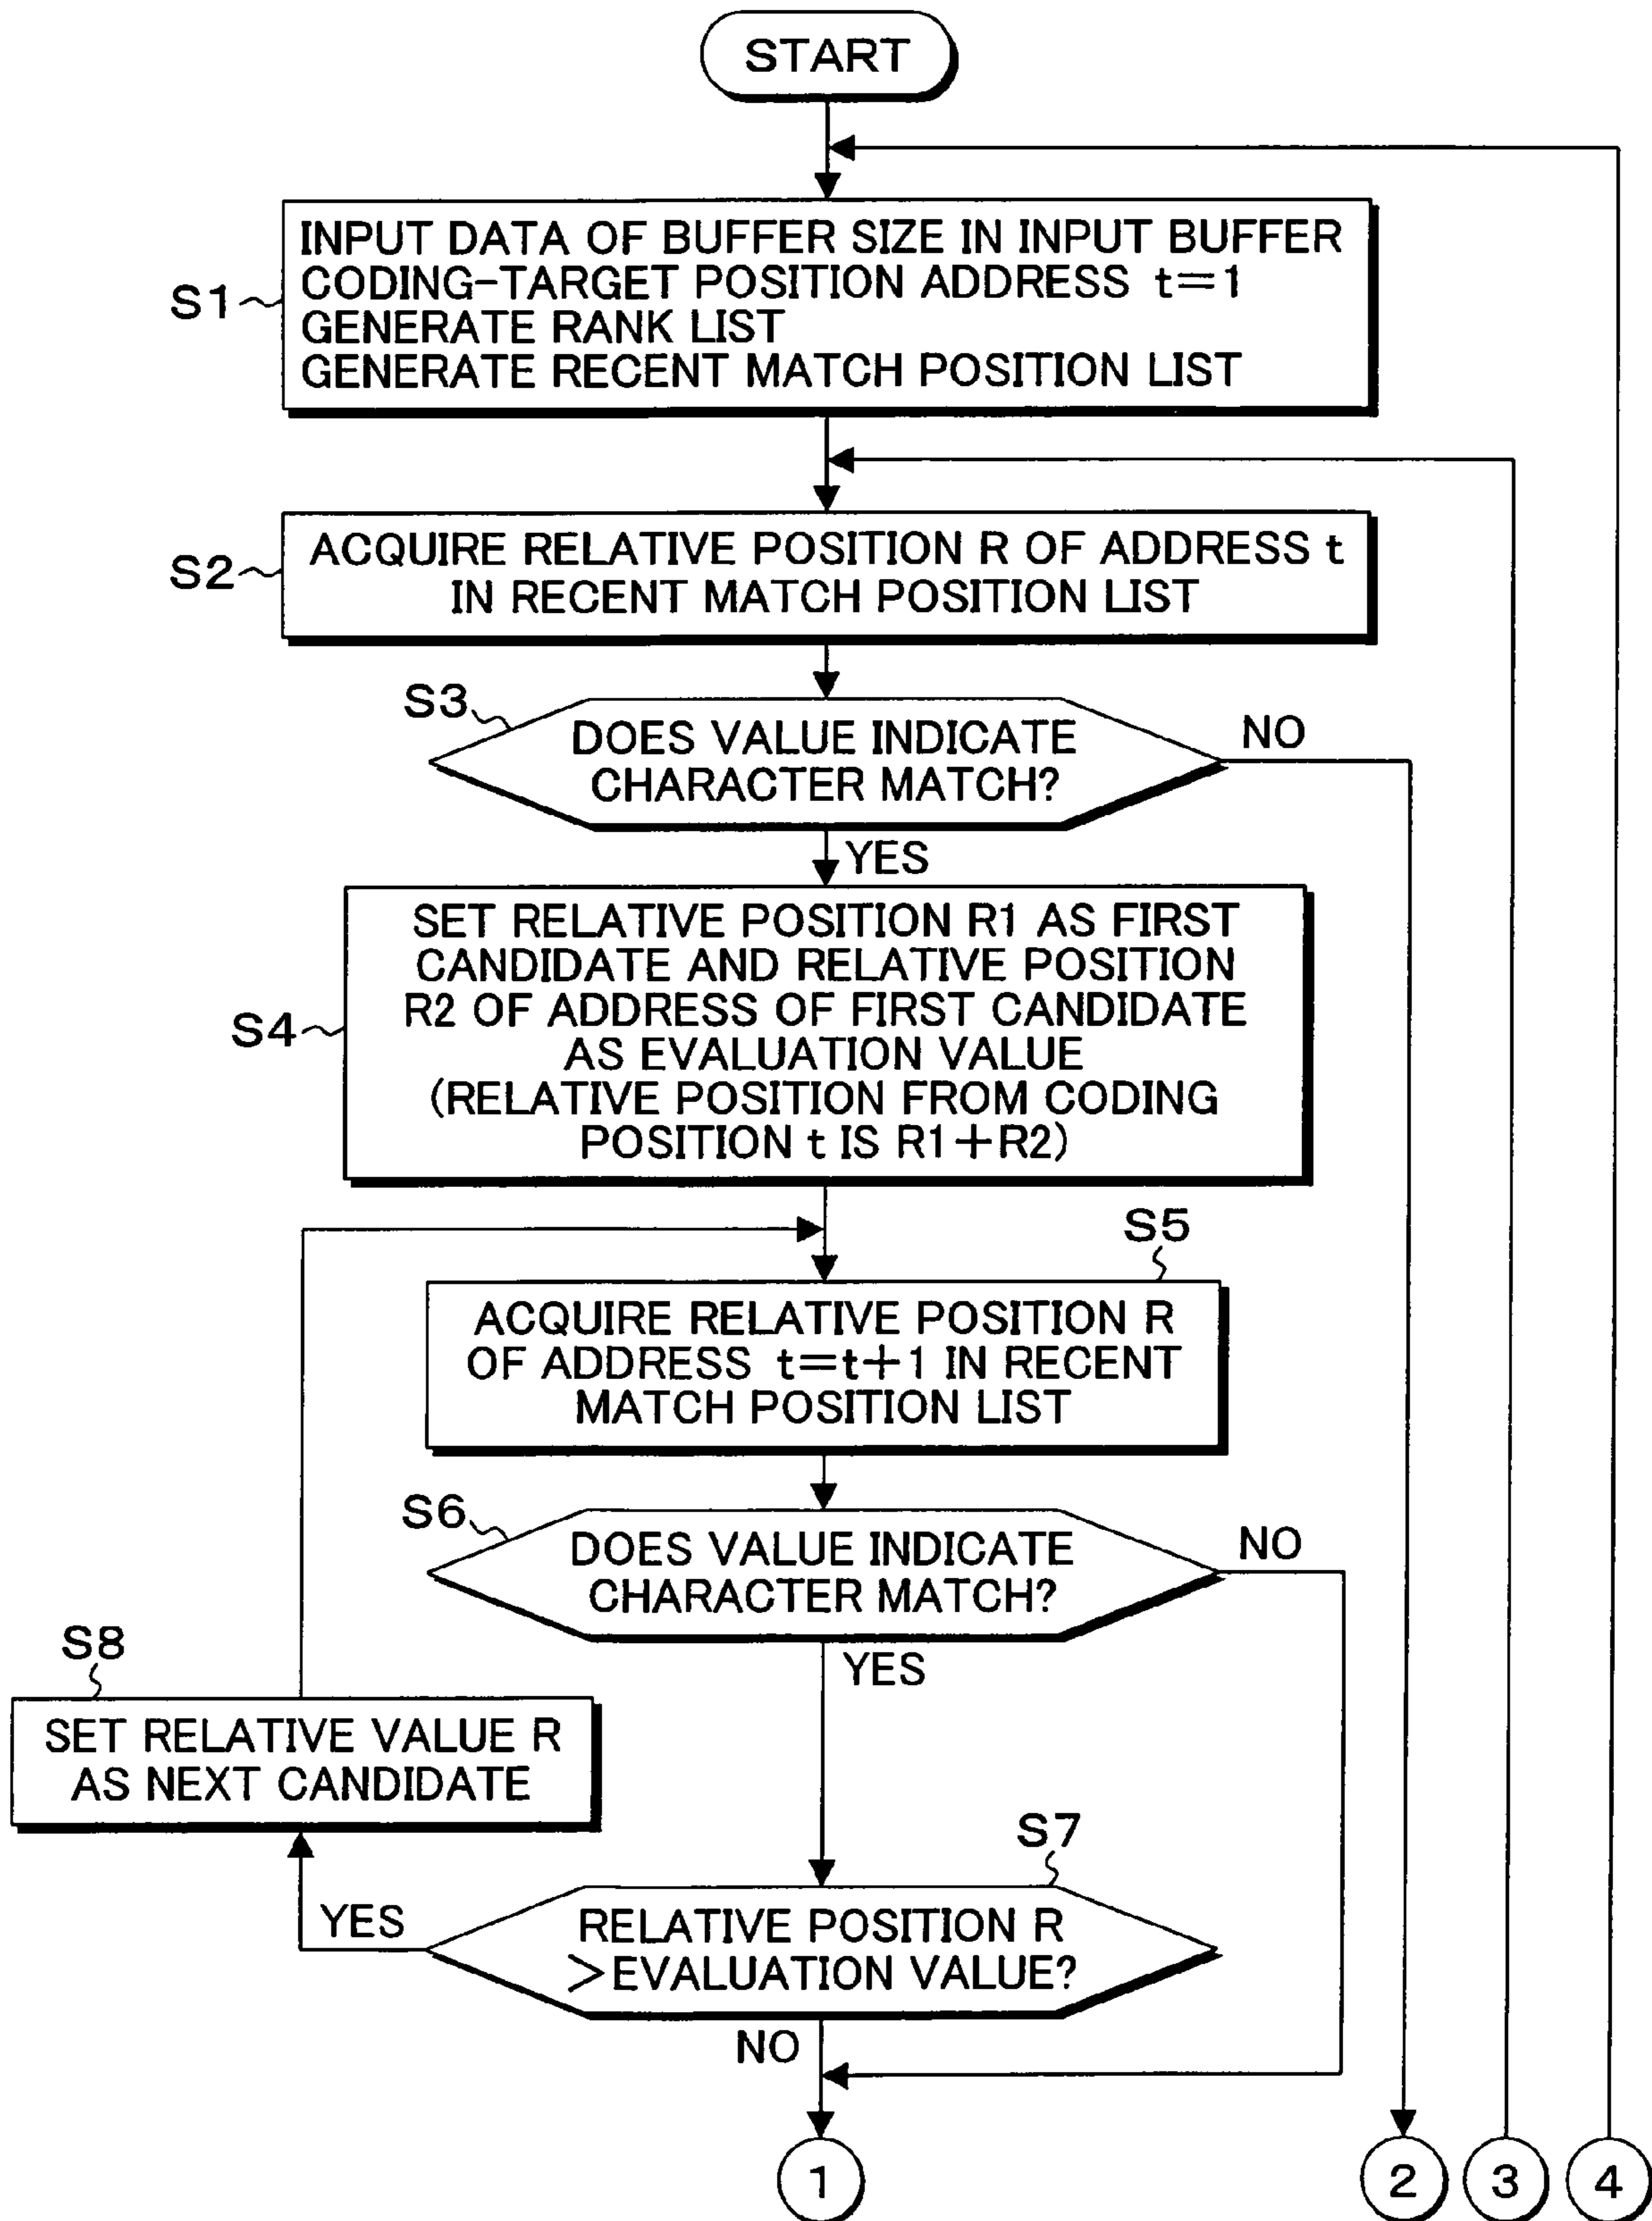 START
S1
INPUT DATA OF BUFFER SIZE IN INPUT BUFFER
CODING-TARGET POSITION ADDRESS t=1
GENERATE RANK LIST
GENERATE RECENT MATCH POSITION LIST
S2
ACQUIRE RELATIVE POSITION R OF ADDRESS t
IN RECENT MATCH POSITION LIST
S3
DOES VALUE INDICATE
CHARACTER MATCH?
NO
YES
S4
SET RELATIVE POSITION R1 AS FIRST
CANDIDATE AND RELATIVE POSITION
R2 OF ADDRESS OF FIRST CANDIDATE
AS EVALUATION VALUE
(RELATIVE POSITION FROM CODING
POSITION t IS R1+R2)
S5
ACQUIRE RELATIVE POSITION R
OF ADDRESS t=t+1 IN RECENT
MATCH POSITION LIST
S6
DOES VALUE INDICATE
CHARACTER MATCH?
NO
YES
S8
SET RELATIVE VALUE R
AS NEXT CANDIDATE
S7
RELATIVE POSITION R
>EVALUATION VALUE?
YES
NO
1
2
3
4